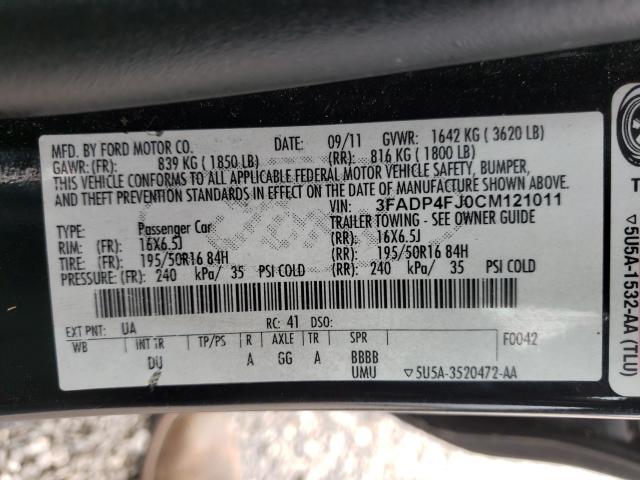 MFD. BY FORD MOTOR CO. DATE: 09/11 GVWR: 1642 KG ( 3620 LB)
GAWR:(FR): 839 KG ( 1850 LB) (RR): 816 KG ( 1800 LB)
THIS VEHICLE CONFORMS TO ALL APPLICABLE FEDERAL MOTOR VEHICLE SAFETY, BUMPER,
AND THEFT PREVENTION STANDARDS IN EFFECT ON THE DATE OF MANUFACTURE SHOWN ABOVE.
VIN: 3FADP4FJ0CM121011
TYPE: Passenger Car TRAILER TOWING - SEE OWNER GUIDE
RIM: (FR): 16X6.5J (RR): 16X6.5J
TIRE: (FR): 195/50R16 84H (RR): 195/50R16 84H
PRESSURE: (FR): 240 kPa/ 35 PSI COLD (RR): 240 kPa/ 35 PSI COLD
EXT PNT: UA RC: 41 DSO: F0042
WB INT TR TP/PS R AXLE TR SPR
DU A GG A BBBB
UMU ▽5U5A-3520472-AA
▽5U5A-1532-AA (TLU)